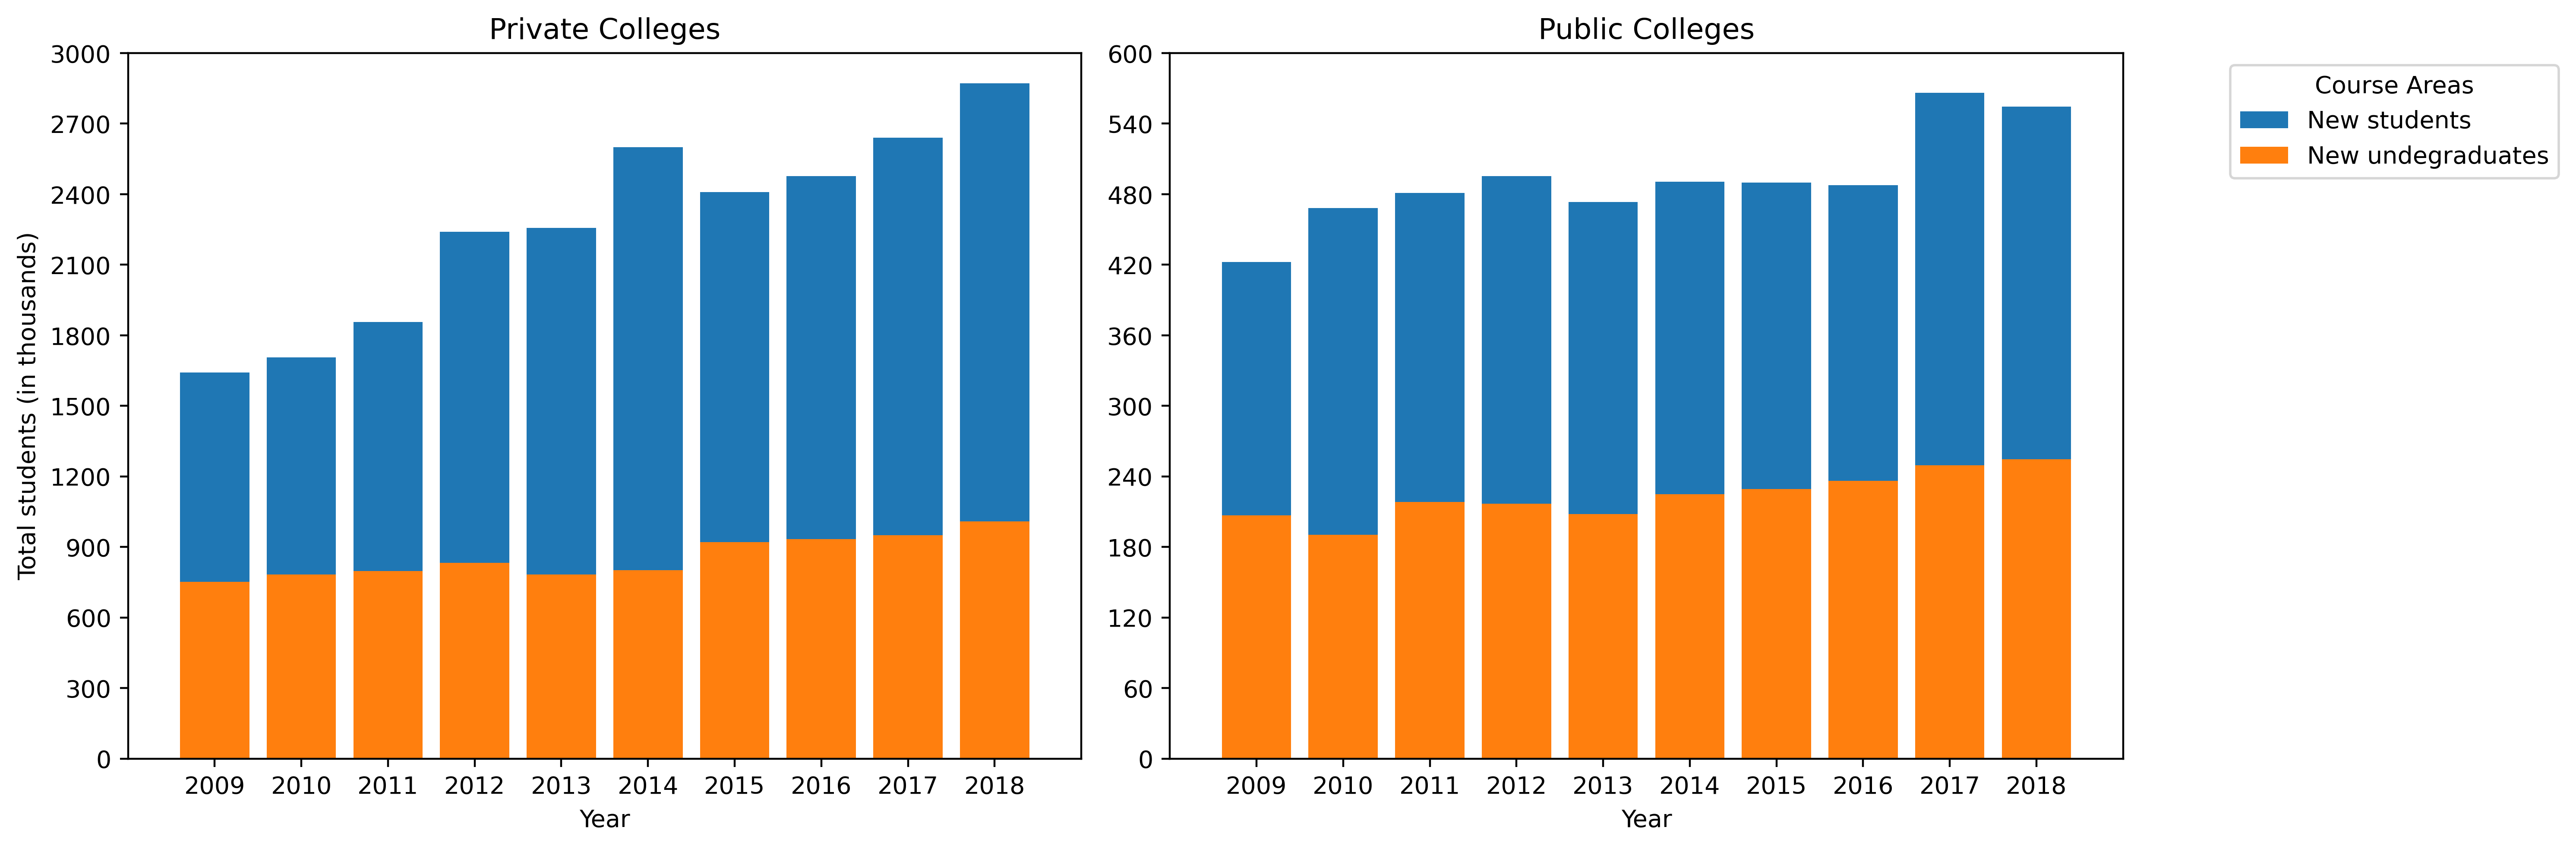 Private Colleges
Total students (in thousands)
3000
2700
2400
2100
1800
1500
1200
900
600
300
0
2009 2010 2011 2012 2013 2014 2015 2016 2017 2018
Year
Public Colleges
600
540
480
420
360
300
240
180
120
60
0
2009 2010 2011 2012 2013 2014 2015 2016 2017 2018
Year
Course Areas
New students
New undegraduates